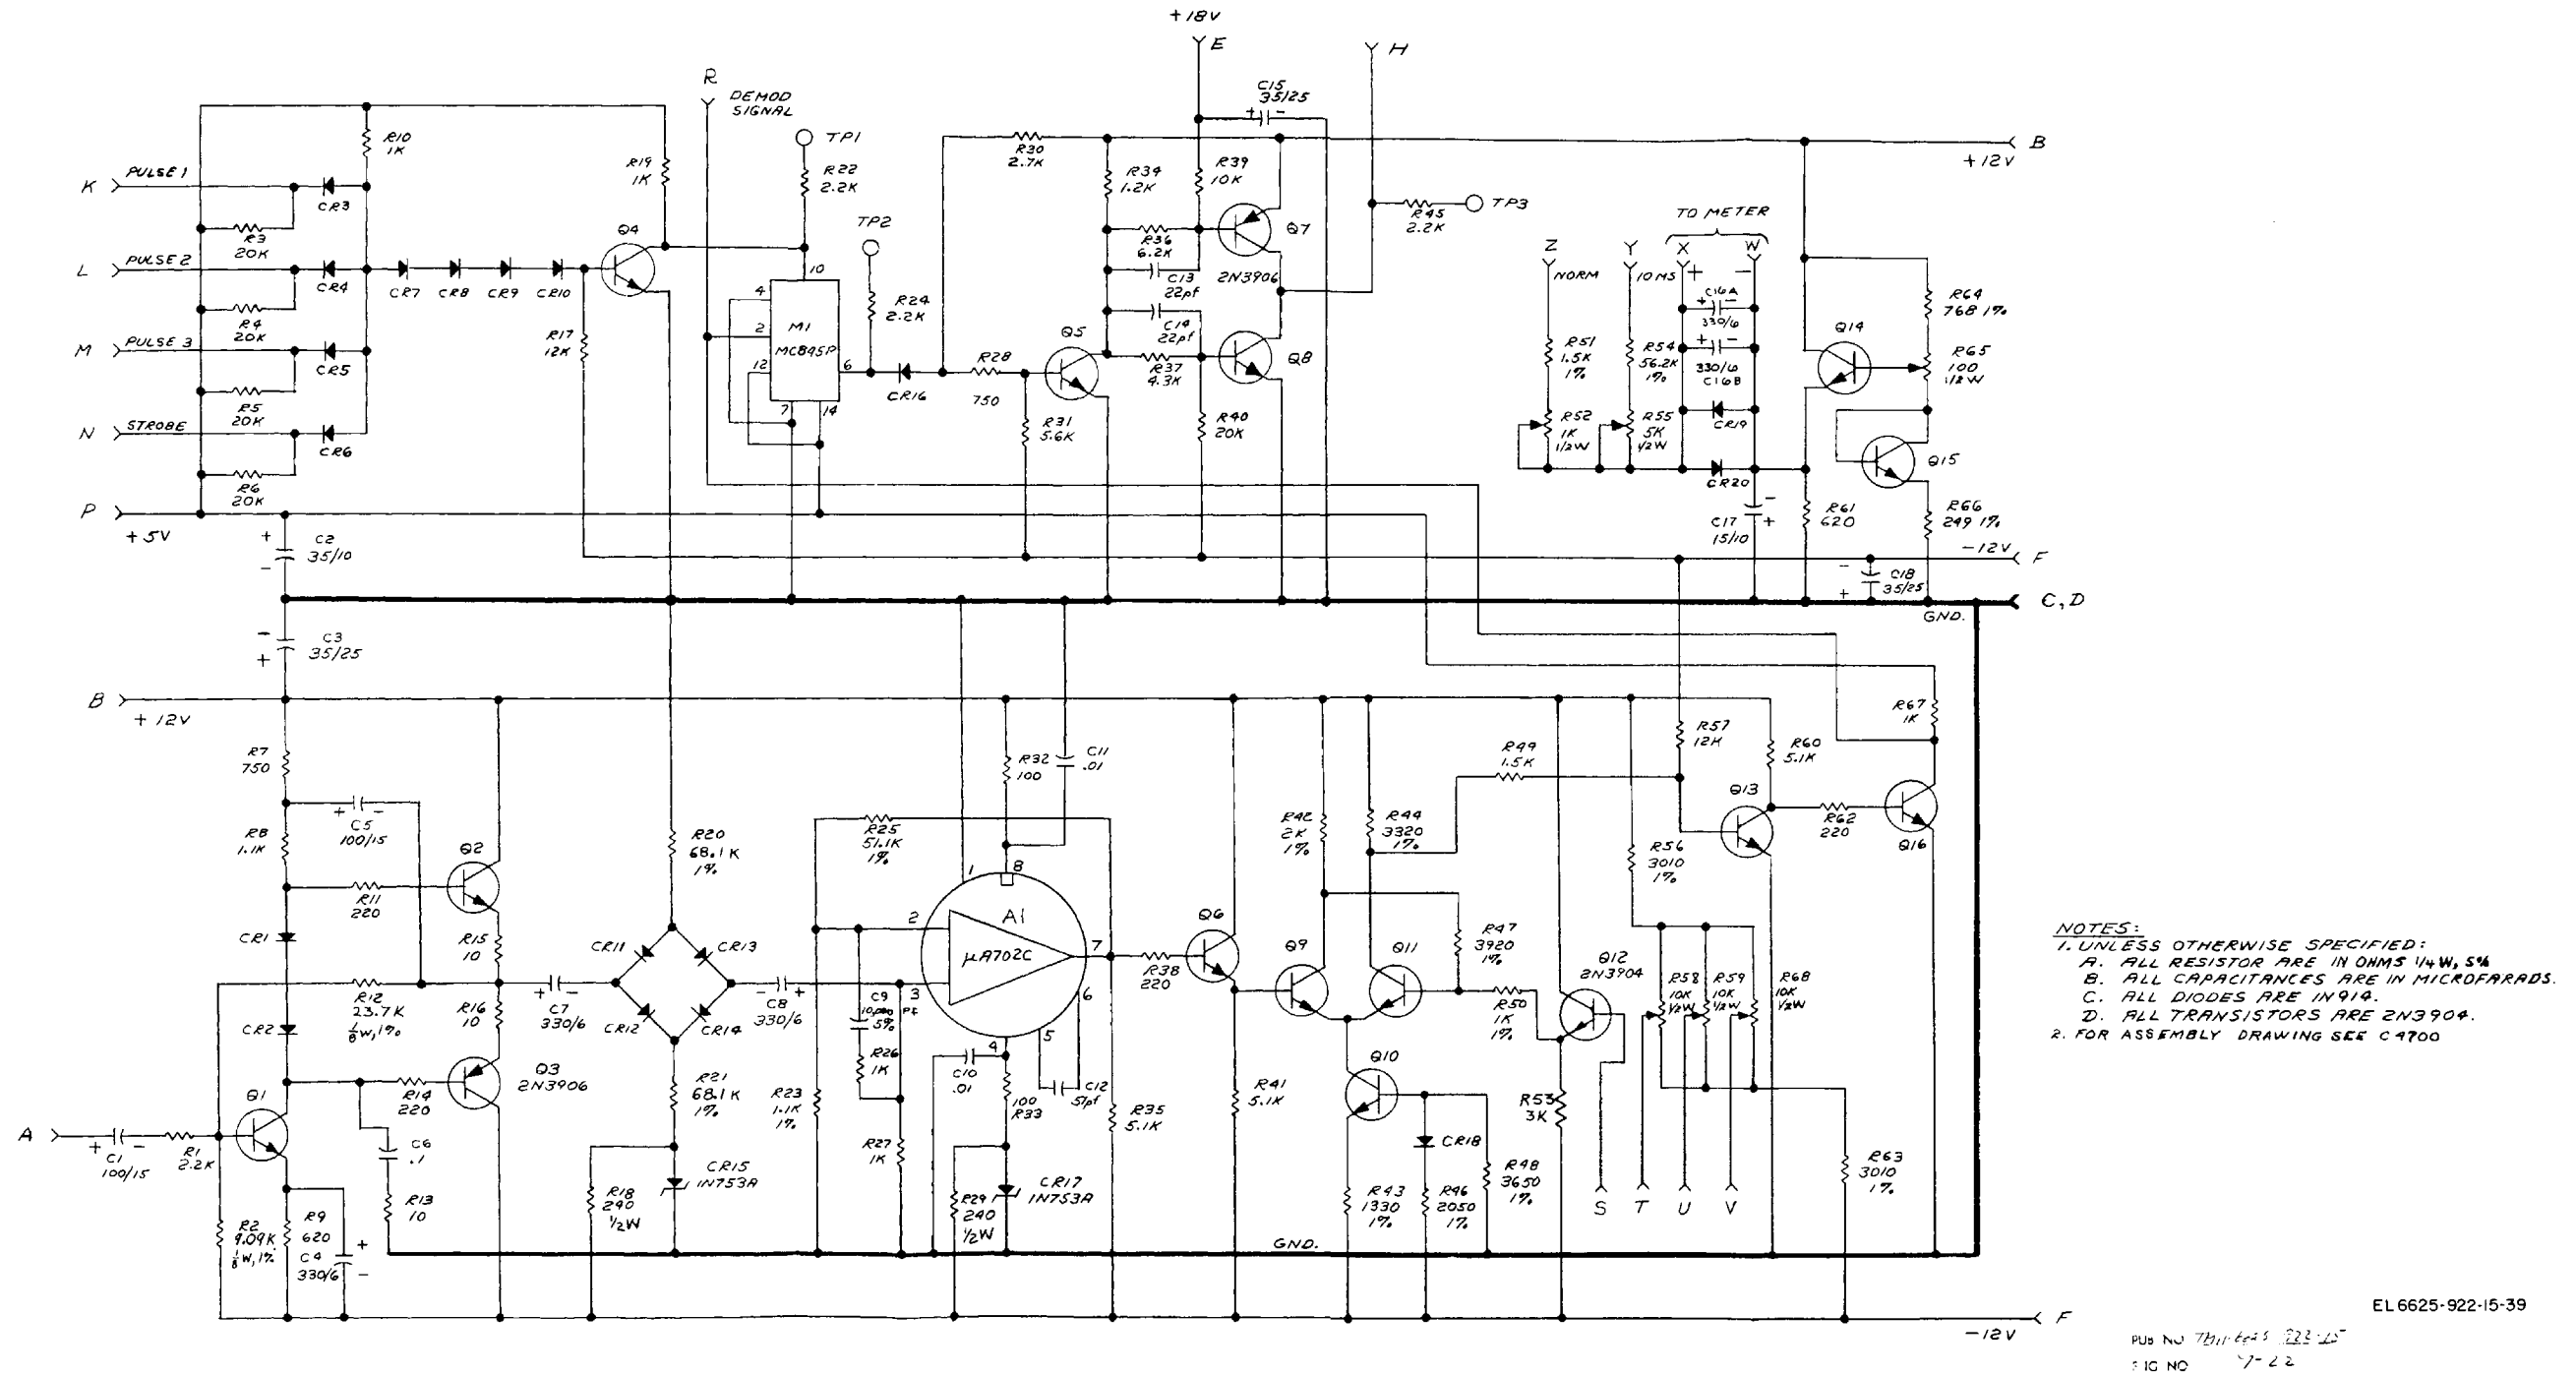 +18V
E
H
R
DEMOD
SIGNAL
C15
35/25
+ -
TP1
R10
1K
R19
1K
R22
2.2K
R30
2.7K
R34
1.2K
R39
10K
B
+12V
K
PULSE 1
CR3
R3
20K
TP2
Q4
R36
6.2K
Q7
2N3906
R45
2.2K
TP3
TO METER
Z
NORM
Y
10 MS
X
+
W
-
L
PULSE 2
CR4
CR7
CR8
CR9
CR10
R4
20K
10
4
2
12
6
7
14
M1
MC845P
R24
2.2K
C13
22pf
C14
22pf
C16A
+ -
330/6
R64
768 1%
M
PULSE 3
CR5
R17
12K
Q5
R37
4.3K
Q8
R51
1.5K
1%
R54
56.2K
1%
+ -
330/6
C16B
Q14
R65
100
1/2W
R5
20K
CR16
R28
750
R31
5.6K
R40
20K
R52
1K
1/2W
R55
5K
1/2W
CR19
N
STROBE
CR6
R6
20K
CR20
Q15
P
+5V
C17
15/10
-
+
R61
620
R66
249 1%
+
C2
35/10
-
-12V
F
-
C18
35/25
+
C,D
GND.
-
C3
35/25
+
B
+12V
R7
750
R32
100
C11
.01
R49
1.5K
R57
12K
R60
5.1K
R67
1K
R8
1.1K
+ -
C5
100/15
Q2
R20
68.1K
1%
R25
51.1K
1%
R42
2K
1%
R44
3320
1%
R56
3010
1%
Q13
R62
220
Q16
R11
220
1
8
CR1
R15
10
CR11
CR13
2
A1
µA702C
7
Q6
Q9
Q11
R47
3920
1%
Q12
2N3904
R58
10K
1/2W
R59
10K
1/2W
R68
10K
1/2W
R12
23.7K
1/8W, 1%
CR2
R16
10
+ -
C7
330/6
CR12
CR14
- +
C8
330/6
C9
5%
3
6
5
4
R38
220
R50
1K
1%
Q3
2N3906
R26
1K
C10
.01
Q10
Q1
R14
220
R21
68.1K
1%
R23
1.1K
1%
100
R33
C12
51pf
R35
5.1K
R41
5.1K
R53
3K
A
+ -
C1
100/15
R1
2.2K
C6
.1
R27
1K
CR18
R13
10
R18
240
1/2W
CR15
1N753A
R29
240
1/2W
CR17
1N753A
R43
1330
1%
R46
2050
1%
R48
3650
1%
S
T
U
V
R63
3010
1%
R2
9.09K
1/8W, 1%
R9
620
C4
330/6
+
-
GND.
-12V
F
NOTES:
1. UNLESS OTHERWISE SPECIFIED:
A. ALL RESISTOR ARE IN OHMS 1/4W, 5%
B. ALL CAPACITANCES ARE IN MICROFARADS.
C. ALL DIODES ARE IN914.
D. ALL TRANSISTORS ARE 2N3904.
2. FOR ASSEMBLY DRAWING SEE C4700
EL6625-922-15-39
PUB NO
NO 7-22